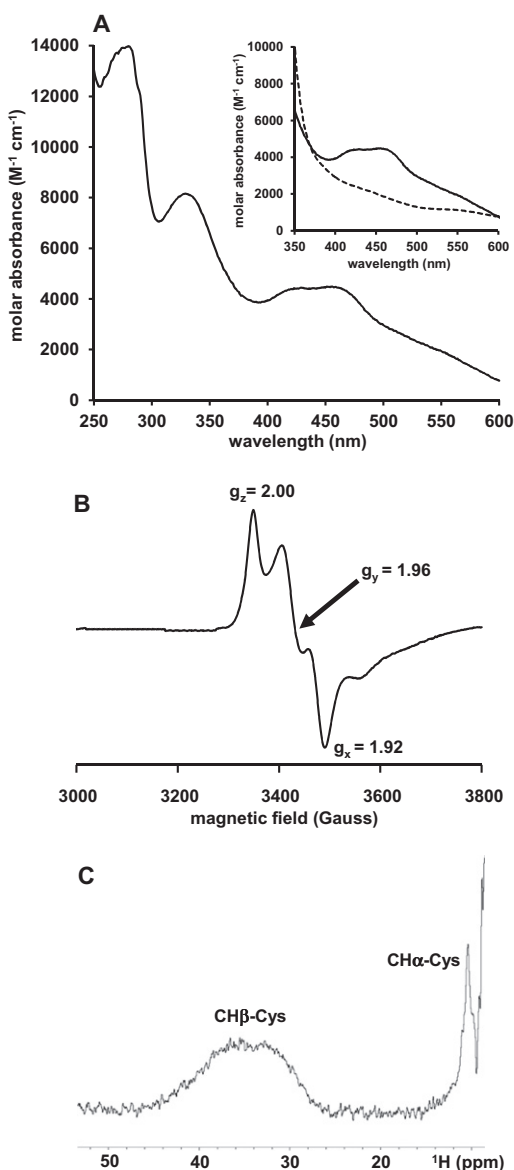 A
molar absorbance (M-1 cm-1)
14000
12000
10000
8000
6000
4000
2000
0
250 300 350 400 450 500 550 600
wavelength (nm)
molar absorbance (M-1 cm-1)
10000
8000
6000
4000
2000
0
350 400 450 500 550 600
wavelength (nm)
B
gz= 2.00
gy = 1.96
gx = 1.92
3000 3200 3400 3600 3800
magnetic field (Gauss)
C
CHα-Cys
CHβ-Cys
50 40 30 20 ¹H (ppm)